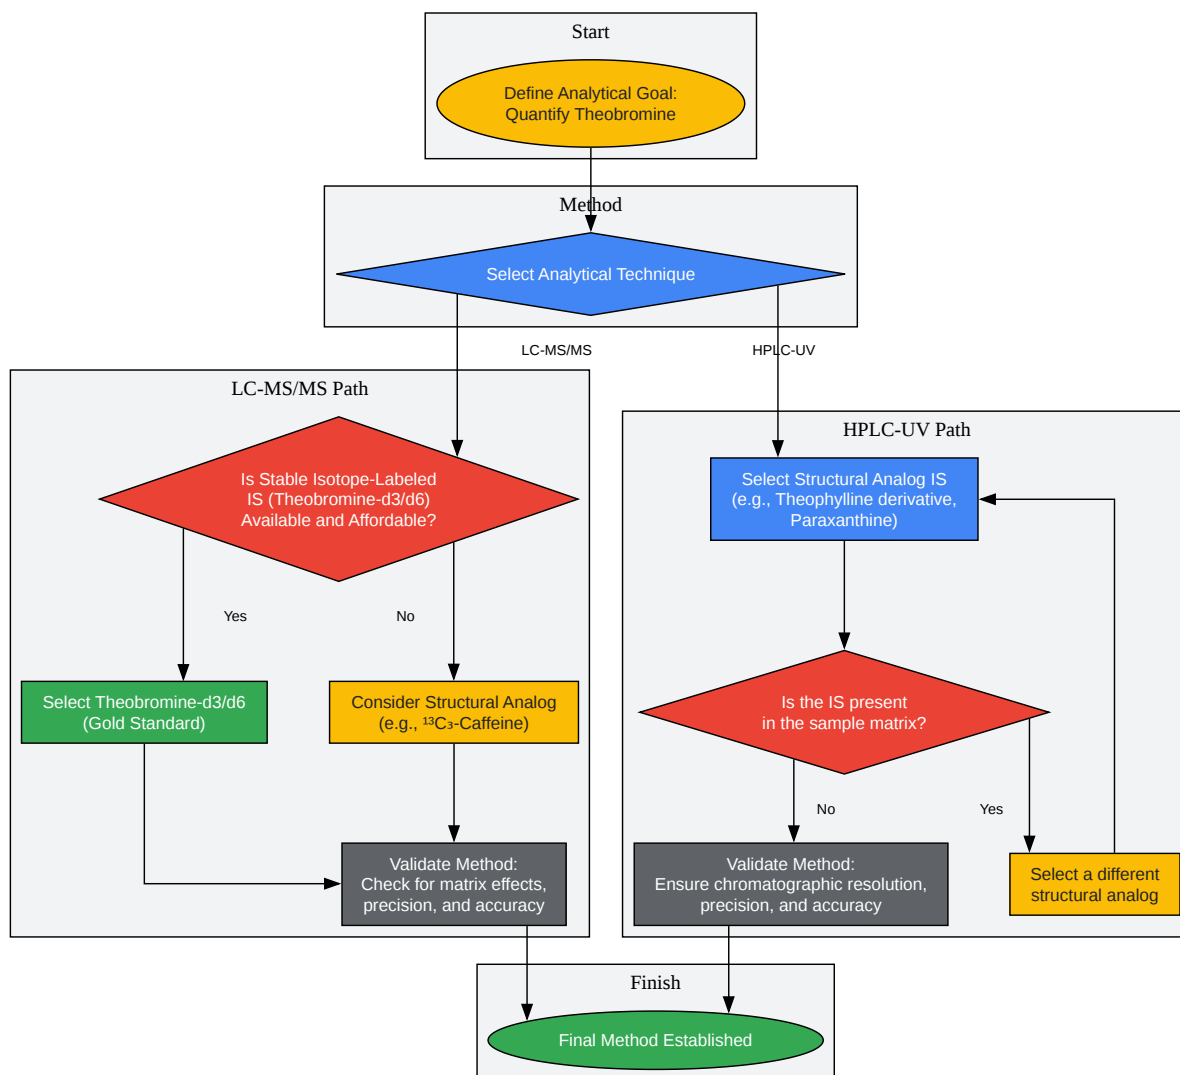 Start
Define Analytical Goal:
Quantify Theobromine
Method
Select Analytical Technique
LC-MS/MS
HPLC-UV
LC-MS/MS Path
Is Stable Isotope-Labeled
IS (Theobromine-d3/d6)
Available and Affordable?
Yes
No
Select Theobromine-d3/d6
(Gold Standard)
Consider Structural Analog
(e.g., ¹³C₃-Caffeine)
Validate Method:
Check for matrix effects,
precision, and accuracy
HPLC-UV Path
Select Structural Analog IS
(e.g., Theophylline derivative,
Paraxanthine)
Is the IS present
in the sample matrix?
No
Yes
Validate Method:
Ensure chromatographic resolution,
precision, and accuracy
Select a different
structural analog
Finish
Final Method Established